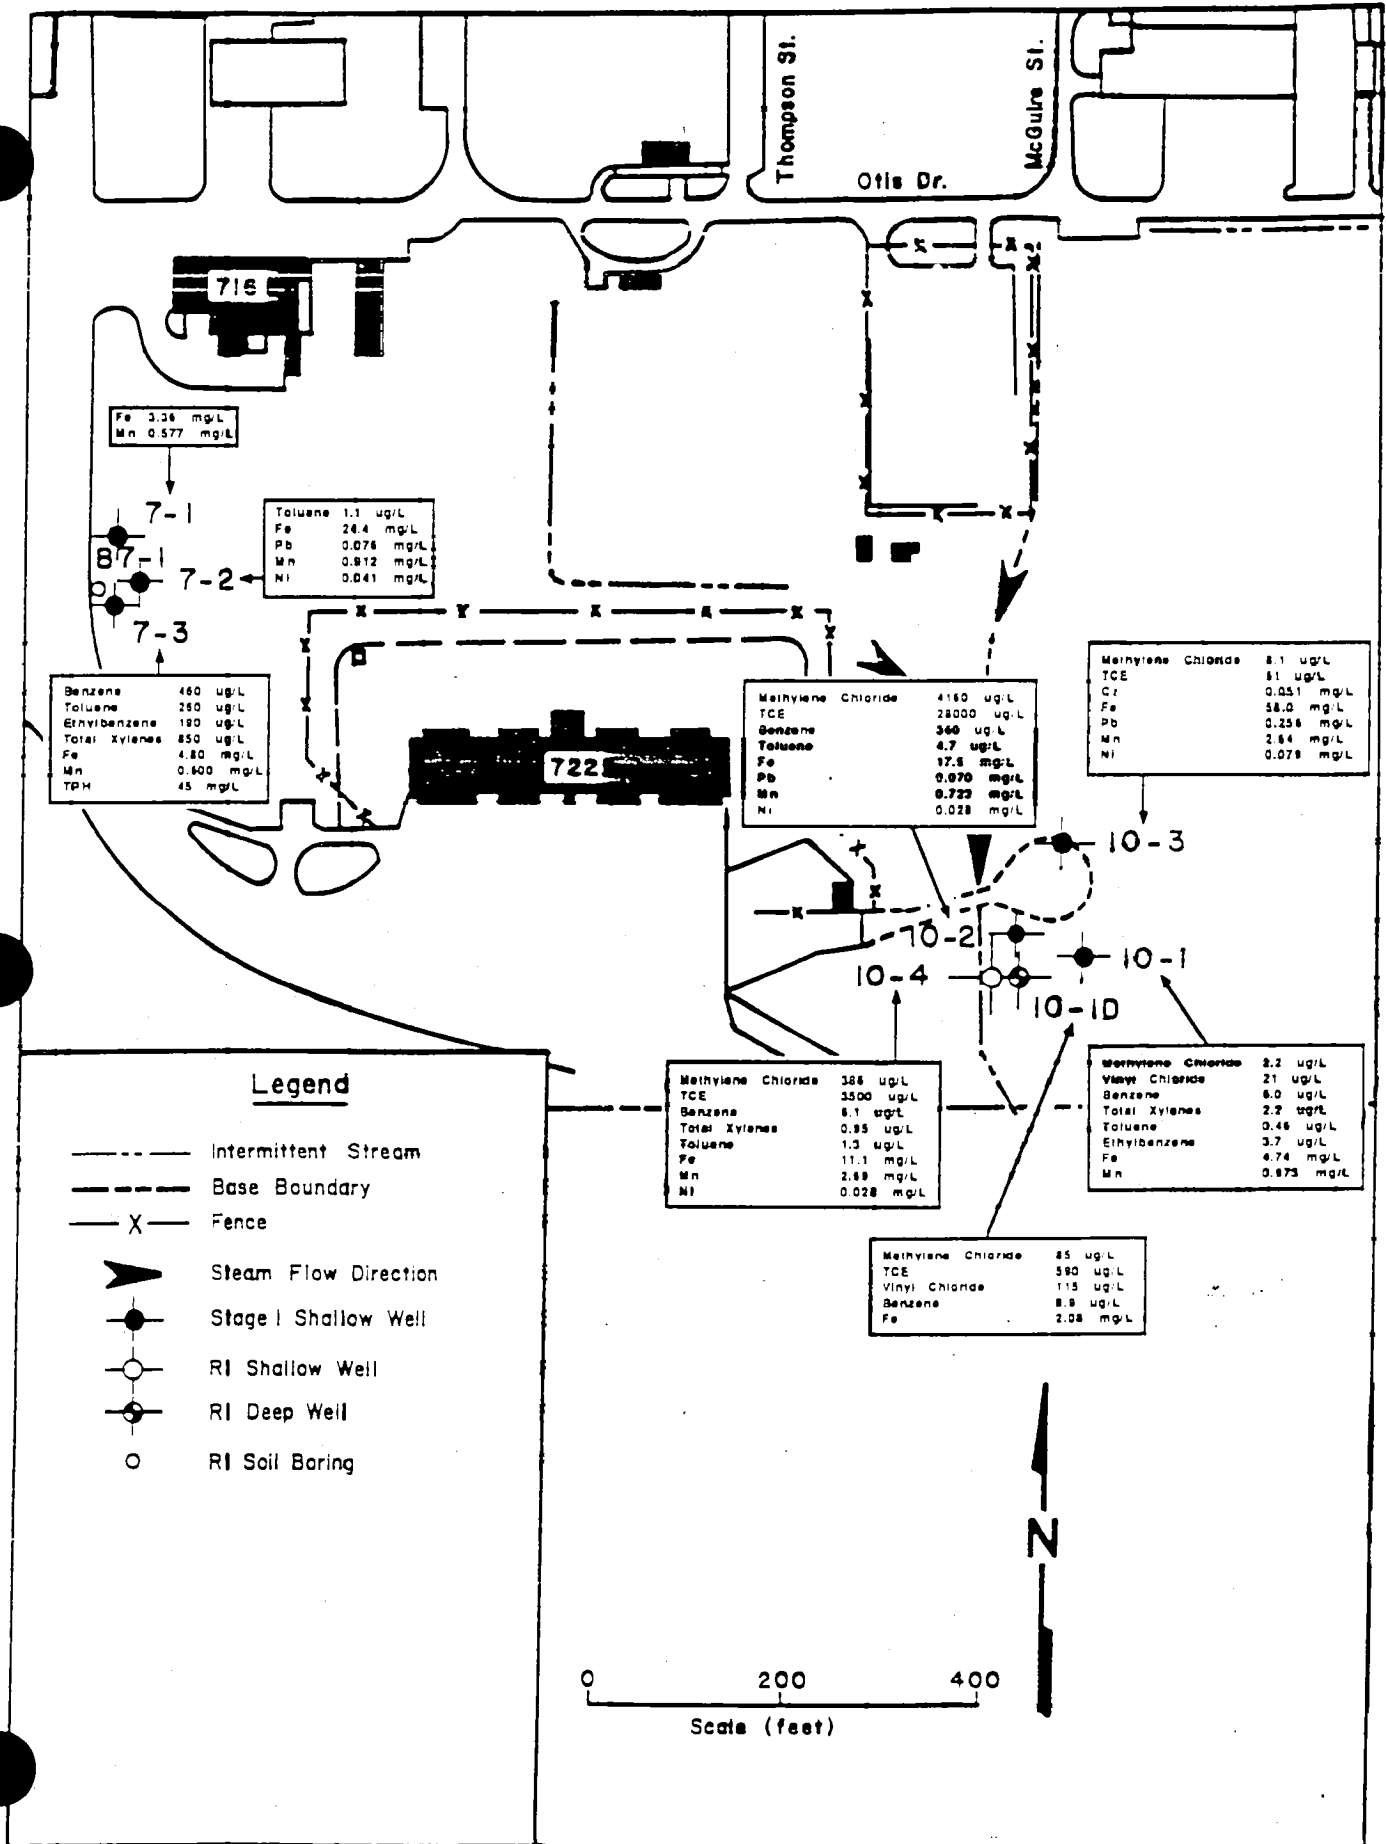 Thompson St.
McGuire St.
Otis Dr.
716
Fe 3.36 mg/L
Mn 0.577 mg/L
7-1
Toluene 1.1 ug/L
Fe 26.4 mg/L
Pb 0.076 mg/L
Mn 0.912 mg/L
Ni 0.041 mg/L
B7-1
7-2
7-3
Benzene 460 ug/L
Toluene 260 ug/L
Ethylbenzene 190 ug/L
Total Xylenes 850 ug/L
Fe 4.80 mg/L
Mn 0.600 mg/L
TPH 45 mg/L
722
Methylene Chloride 4160 ug/L
TCE 28000 ug/L
Benzene 360 ug/L
Toluene 4.7 ug/L
Fe 17.5 mg/L
Pb 0.070 mg/L
Mn 0.722 mg/L
Ni 0.028 mg/L
Methylene Chloride 8.1 ug/L
TCE 51 ug/L
Cr 0.051 mg/L
Fe 58.0 mg/L
Pb 0.256 mg/L
Mn 2.64 mg/L
Ni 0.079 mg/L
10-3
10-2
10-1
10-4
10-1D
Methylene Chloride 386 ug/L
TCE 3500 ug/L
Benzene 6.1 ug/L
Total Xylenes 0.95 ug/L
Toluene 1.3 ug/L
Fe 11.1 mg/L
Mn 2.69 mg/L
Ni 0.028 mg/L
Methylene Chloride 2.2 ug/L
Vinyl Chloride 21 ug/L
Benzene 6.0 ug/L
Total Xylenes 2.2 ug/L
Toluene 0.46 ug/L
Ethylbenzene 3.7 ug/L
Fe 4.74 mg/L
Mn 0.973 mg/L
Methylene Chloride 85 ug/L
TCE 590 ug/L
Vinyl Chloride 115 ug/L
Benzene 8.9 ug/L
Fe 2.08 mg/L
Legend
Intermittent Stream
Base Boundary
X Fence
Steam Flow Direction
Stage I Shallow Well
RI Shallow Well
RI Deep Well
RI Soil Boring
N
0 200 400
Scale (feet)